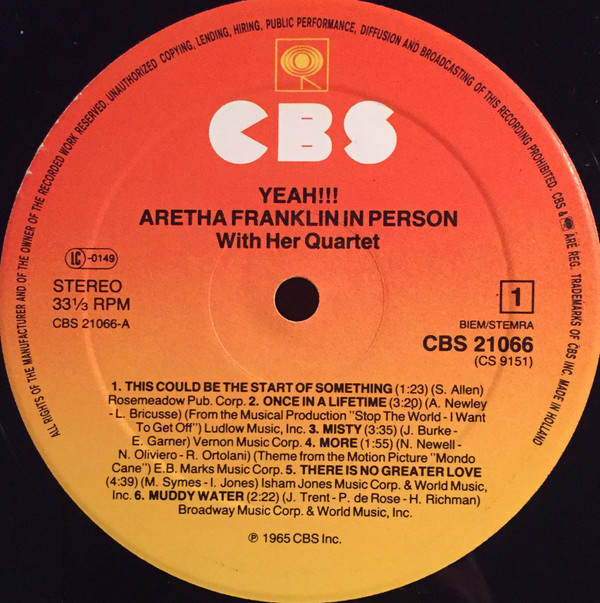 ALL RIGHTS OF THE MANUFACTURER AND OF THE OWNER OF THE RECORDED WORK RESERVED. UNAUTHORIZED COPYING, LENDING, HIRING, PUBLIC PERFORMANCE, DIFFUSION AND BROADCASTING OF THIS RECORDING PROHIBITED. CBS & ARE REG. TRADEMARKS OF CBS INC. MADE IN HOLLAND
CBS
YEAH!!!
ARETHA FRANKLIN IN PERSON
With Her Quartet
LC -0149
STEREO
33⅓ RPM
CBS 21066-A
1
BIEM/STEMRA
CBS 21066
(CS 9151)
1. THIS COULD BE THE START OF SOMETHING (1:23) (S. Allen)
Rosemeadow Pub. Corp. 2. ONCE IN A LIFETIME (3:20) (A. Newley
-L. Bricusse) (From the Musical Production "Stop The World - I Want
To Get Off") Ludlow Music, Inc. 3. MISTY (3:35) (J. Burke -
E. Garner) Vernon Music Corp. 4. MORE (1:55) (N. Newell -
N. Oliviero - R. Ortolani) (Theme from the Motion Picture "Mondo
Cane") E.B. Marks Music Corp. 5. THERE IS NO GREATER LOVE
(4:39) (M. Symes - I. Jones) Isham Jones Music Corp. & World Music,
Inc. 6. MUDDY WATER (2:22) (J. Trent - P. de Rose - H. Richman)
Broadway Music Corp. & World Music, Inc.
℗ 1965 CBS Inc.